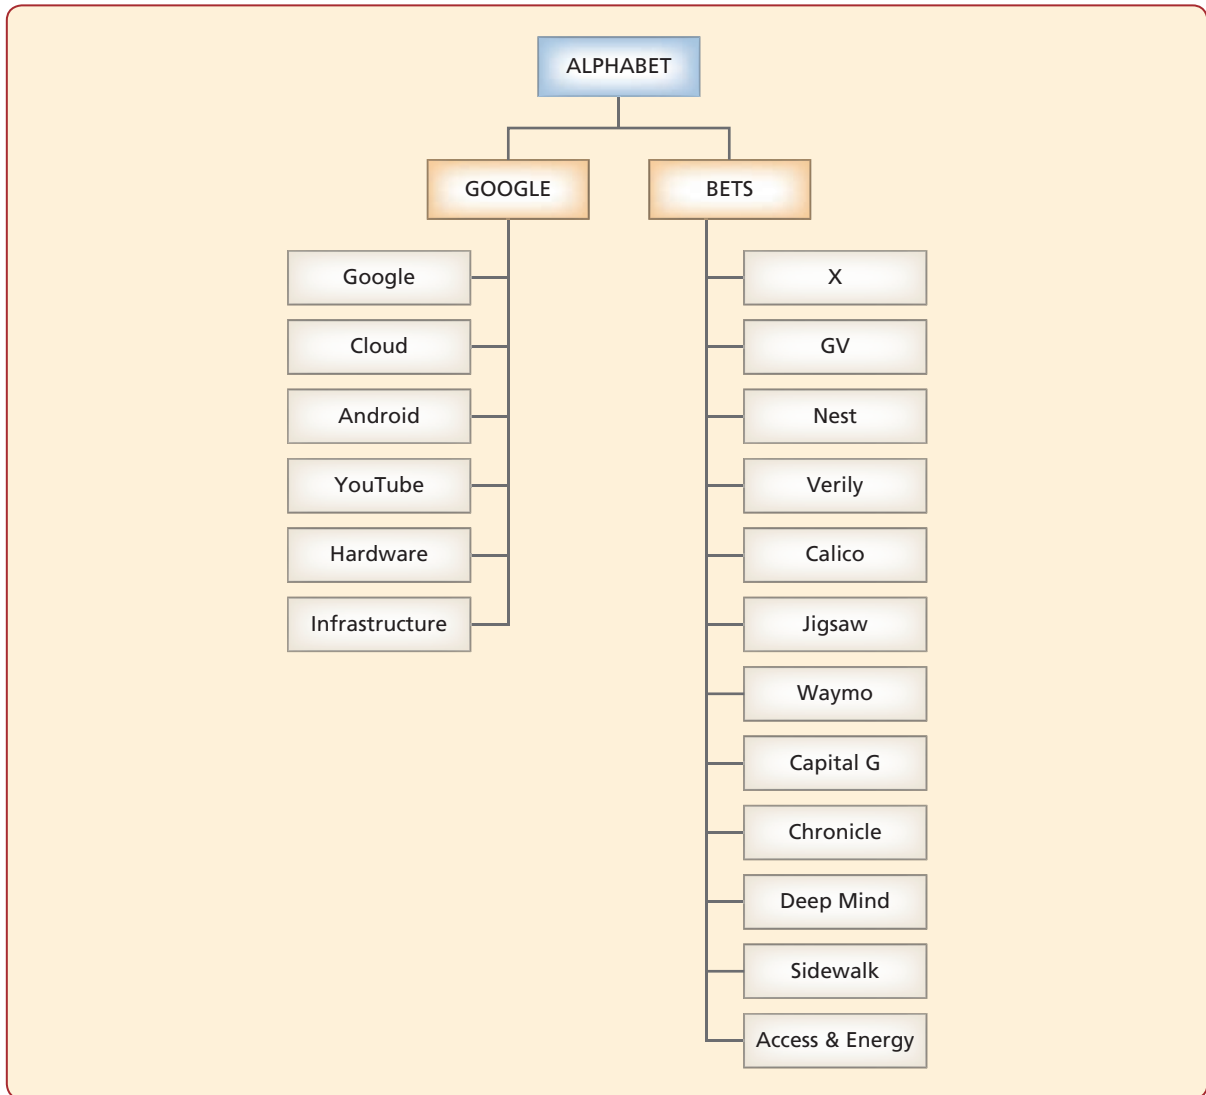 ALPHABET
GOOGLE
BETS
Google
Cloud
Android
YouTube
Hardware
Infrastructure
X
GV
Nest
Verily
Calico
Jigsaw
Waymo
Capital G
Chronicle
Deep Mind
Sidewalk
Access & Energy